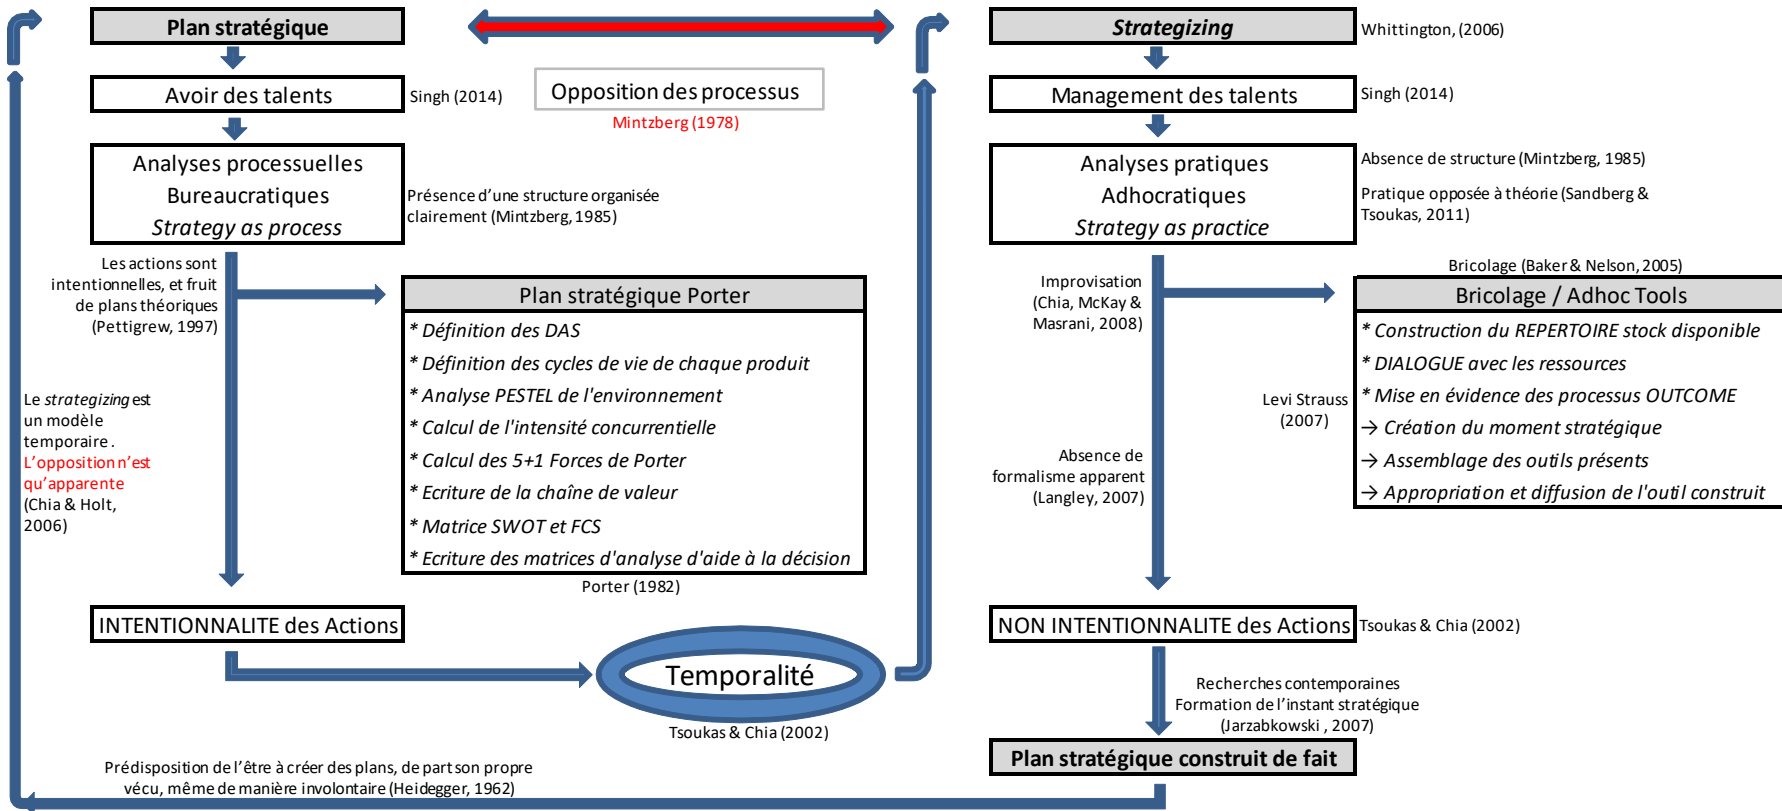 Plan stratégique
Avoir des talents
Singh (2014)
Analyses processuelles
Bureaucratiques
Strategy as process
Présence d’une structure organisée
clairement (Mintzberg, 1985)
Les actions sont
intentionnelles, et fruit
de plans théoriques
(Pettigrew, 1997)
Plan stratégique Porter
* Définition des DAS
* Définition des cycles de vie de chaque produit
* Analyse PESTEL de l'environnement
* Calcul de l'intensité concurrentielle
* Calcul des 5+1 Forces de Porter
* Ecriture de la chaîne de valeur
* Matrice SWOT et FCS
* Ecriture des matrices d'analyse d'aide à la décision
Porter (1982)
Le strategizing est
un modèle
temporaire .
L’opposition n’est
qu’apparente
(Chia & Holt,
2006)
INTENTIONNALITE des Actions
Opposition des processus
Mintzberg (1978)
Temporalité
Tsoukas & Chia (2002)
Strategizing
Whittington, (2006)
Management des talents
Singh (2014)
Analyses pratiques
Adhocratiques
Strategy as practice
Absence de structure (Mintzberg, 1985)
Pratique opposée à théorie (Sandberg &
Tsoukas, 2011)
Improvisation
(Chia, McKay &
Masrani, 2008)
Bricolage (Baker & Nelson, 2005)
Bricolage / Adhoc Tools
* Construction du REPERTOIRE stock disponible
* DIALOGUE avec les ressources
* Mise en évidence des processus OUTCOME
→ Création du moment stratégique
→ Assemblage des outils présents
→ Appropriation et diffusion de l'outil construit
Levi Strauss
(2007)
Absence de
formalisme apparent
(Langley, 2007)
NON INTENTIONNALITE des Actions
Tsoukas & Chia (2002)
Recherches contemporaines
Formation de l’instant stratégique
(Jarzabkowski , 2007)
Plan stratégique construit de fait
Prédisposition de l’être à créer des plans, de part son propre
vécu, même de manière involontaire (Heidegger, 1962)